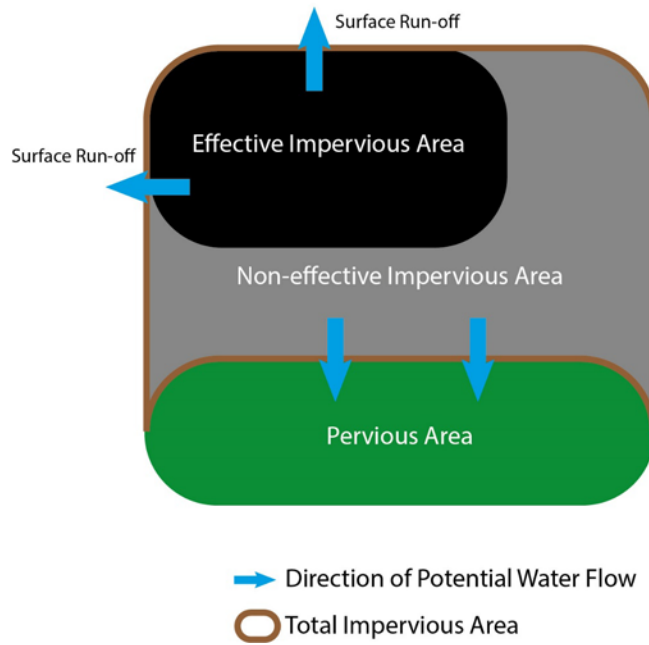 Surface Run-off
Effective Impervious Area
Surface Run-off
Non-effective Impervious Area
Pervious Area
Direction of Potential Water Flow
Total Impervious Area